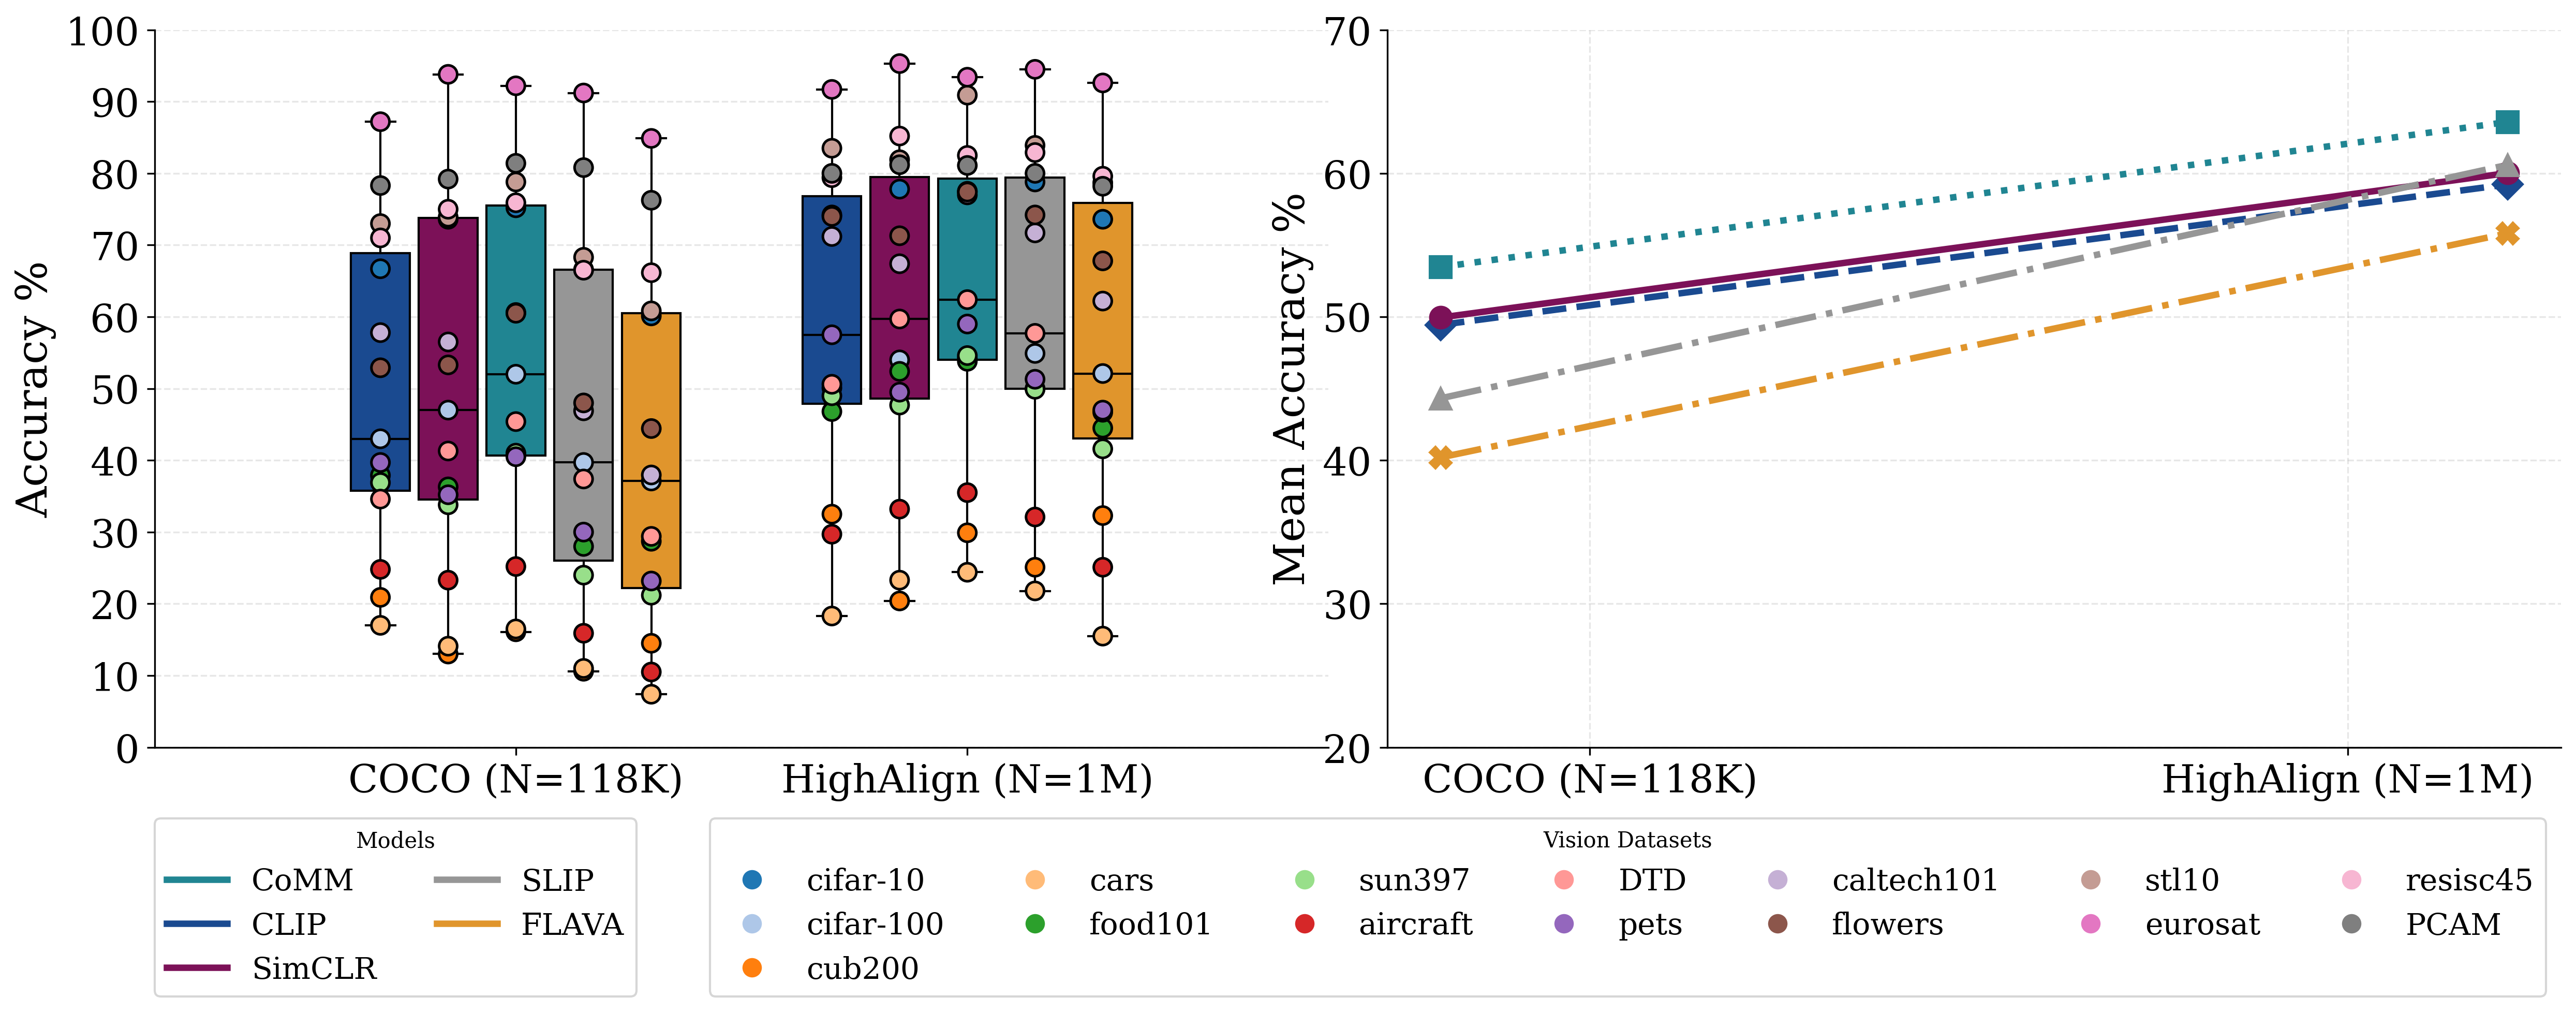 Accuracy %
100
90
80
70
60
50
40
30
20
10
0
COCO (N=118K)
HighAlign (N=1M)
Mean Accuracy %
70
60
50
40
30
20
COCO (N=118K)
HighAlign (N=1M)
Models
CoMM
CLIP
SimCLR
SLIP
FLAVA
Vision Datasets
cifar-10
cifar-100
cub200
cars
food101
sun397
aircraft
DTD
pets
caltech101
flowers
stl10
eurosat
resisc45
PCAM